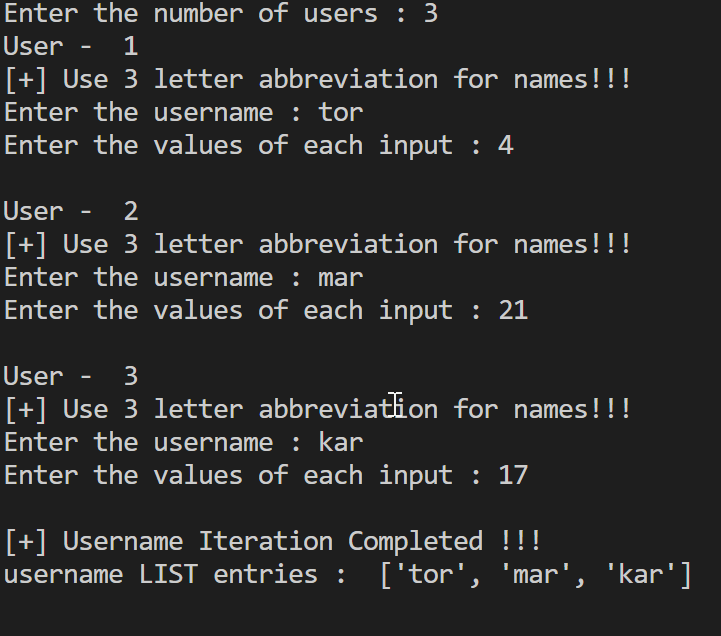 Enter the number of users : 3
User -  1
[+] Use 3 letter abbreviation for names!!!
Enter the username : tor
Enter the values of each input : 4
User -  2
[+] Use 3 letter abbreviation for names!!!
Enter the username : mar
Enter the values of each input : 21
User -  3
[+] Use 3 letter abbreviation for names!!!
Enter the username : kar
Enter the values of each input : 17
[+] Username Iteration Completed !!!
username LIST entries :  ['tor', 'mar', 'kar']